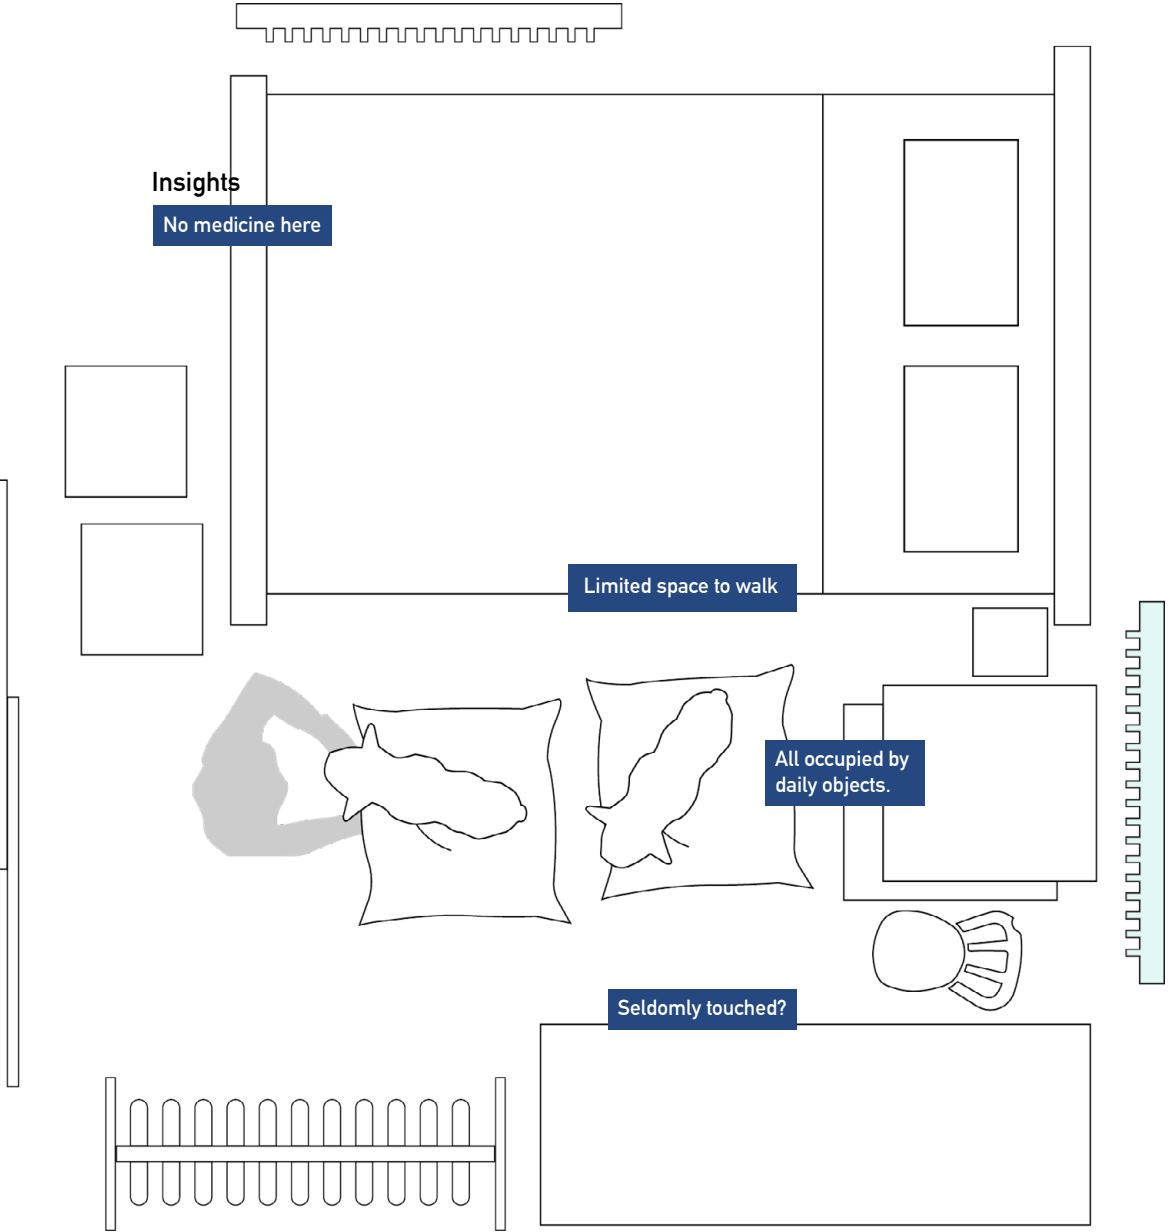 Insights
No medicine here
Limited space to walk
All occupied by
daily objects.
Seldomly touched?